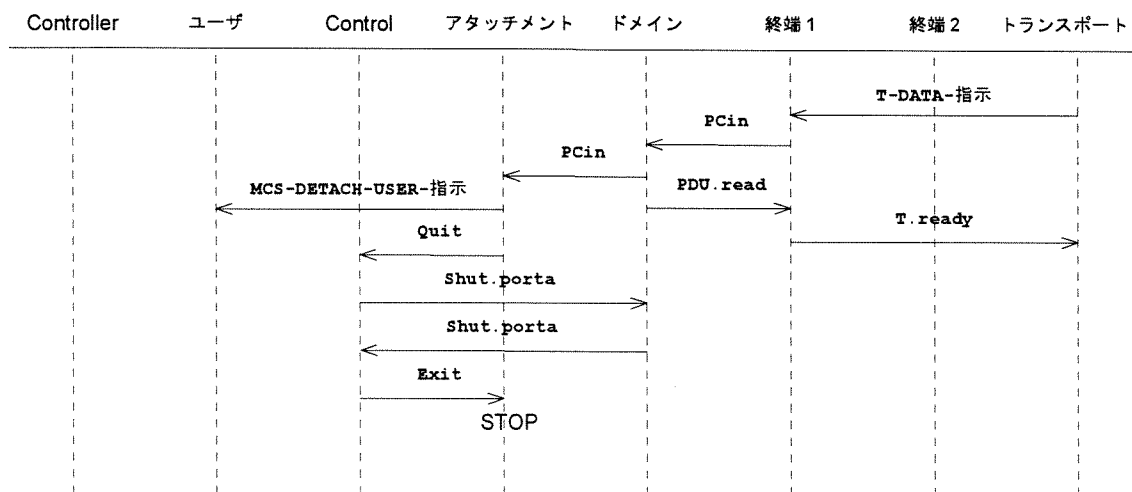 Controller ユーザ Control アタッチメント ドメイン 終端1 終端2 トランスポート
T-DATA-指示
PCin
PCin
MCS-DETACH-USER-指示 PDU.read
Quit T.ready
Shut.porta
Shut.porta
Exit
STOP